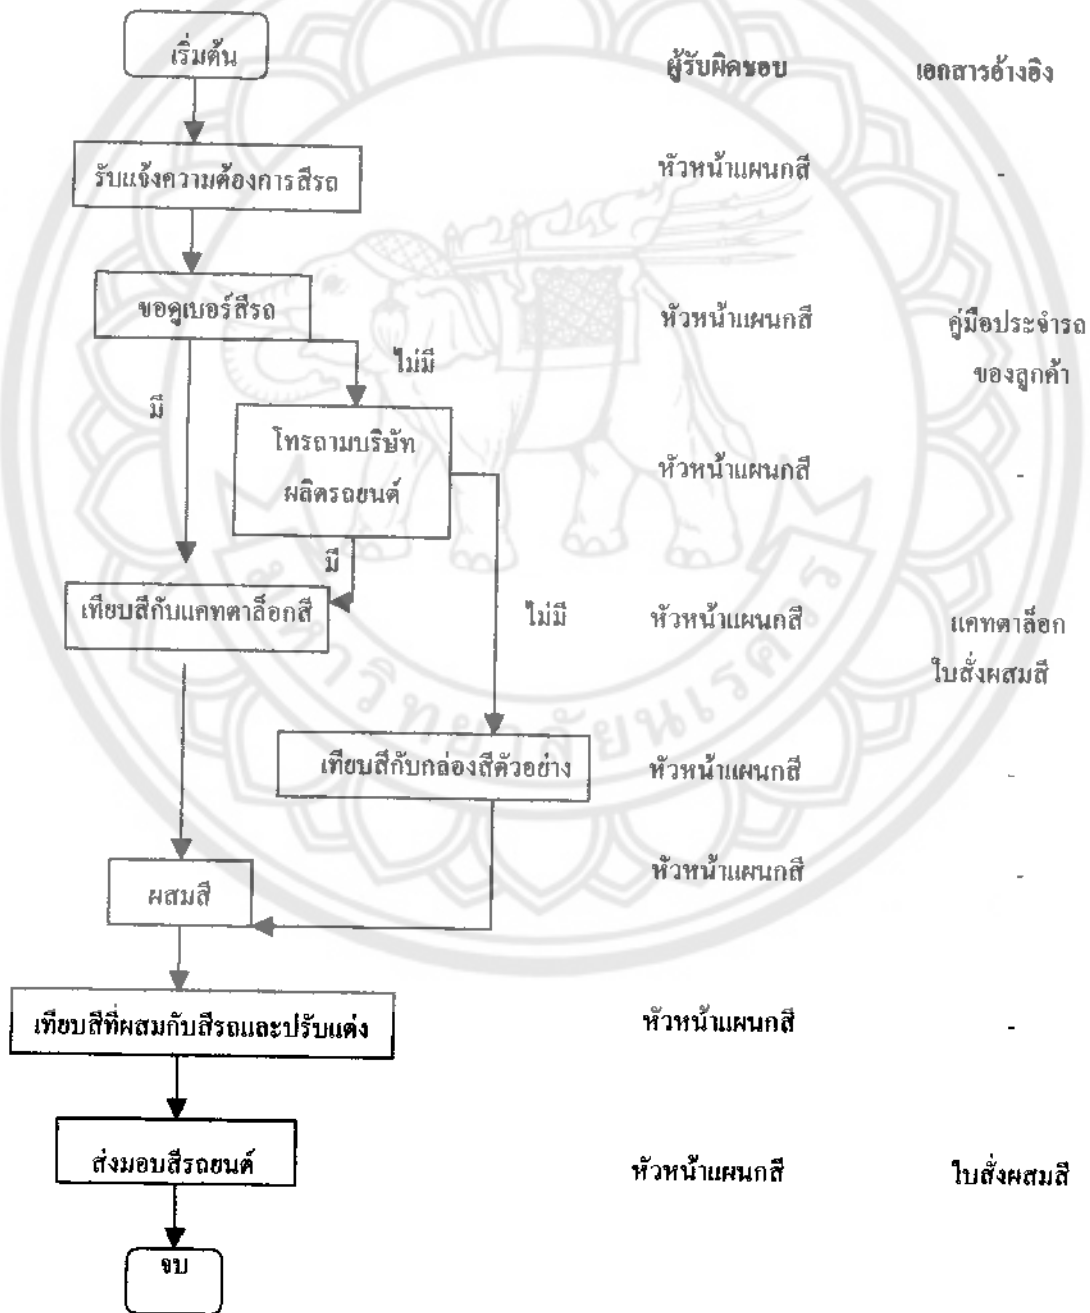 เริ่มต้น
ผู้รับผิดชอบ เอกสารอ้างอิง
รับแจ้งความต้องการสีรถ หัวหน้าแผนกสี -
ขอดูเบอร์สีรถ หัวหน้าแผนกสี คู่มือประจำรถ
ของลูกค้า
ไม่มี
มี
โทรถามบริษัท
ผลิตรถยนต์
หัวหน้าแผนกสี -
มี
เทียบสีกับแคทตาล็อกสี ไม่มี หัวหน้าแผนกสี แคทตาล็อก
ใบสั่งผสมสี
เทียบสีกับกล่องสีตัวอย่าง หัวหน้าแผนกสี -
ผสมสี หัวหน้าแผนกสี -
เทียบสีที่ผสมกับสีรถและปรับแต่ง หัวหน้าแผนกสี -
ส่งมอบสีรถยนต์ หัวหน้าแผนกสี ใบสั่งผสมสี
จบ